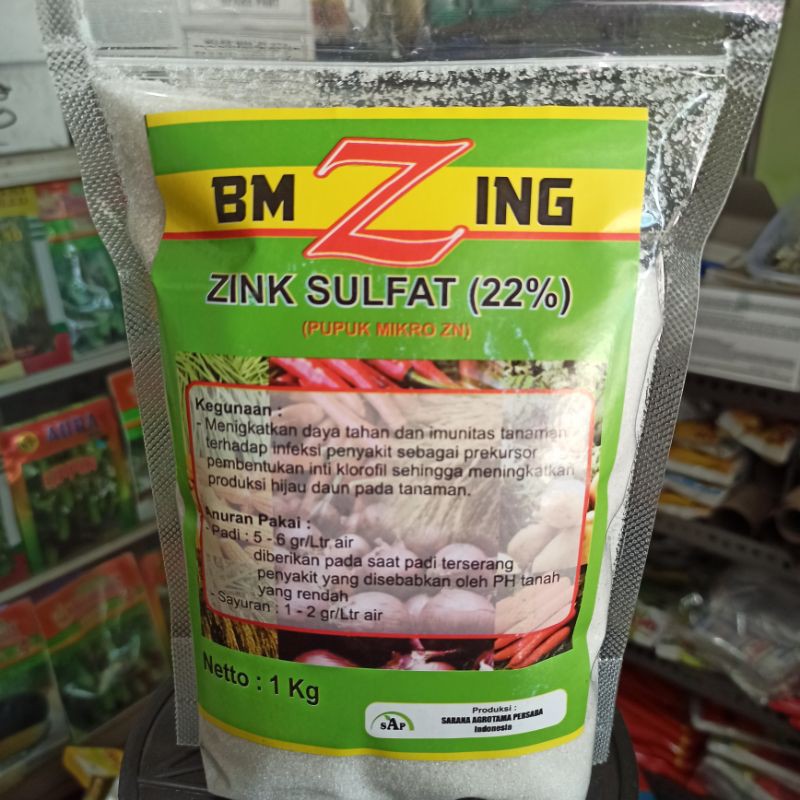 BM ZING
ZINK SULFAT (22%)
(PUPUK MIKRO ZN)
Kegunaan :
- Menigkatkan daya tahan dan imunitas tanaman
terhadap infeksi penyakit sebagai prekursor
pembentukan inti klorofil sehingga meningkatkan
produksi hijau daun pada tanaman.
Anuran Pakai :
- Padi : 5 - 6 gr/Ltr air
diberikan pada saat padi terserang
penyakit yang disebabkan oleh PH tanah
yang rendah
- Sayuran : 1 - 2 gr/Ltr air
Netto : 1 Kg
SAP
Produksi :
SARANA AGROTAMA PERSADA
Indonesia
AURA